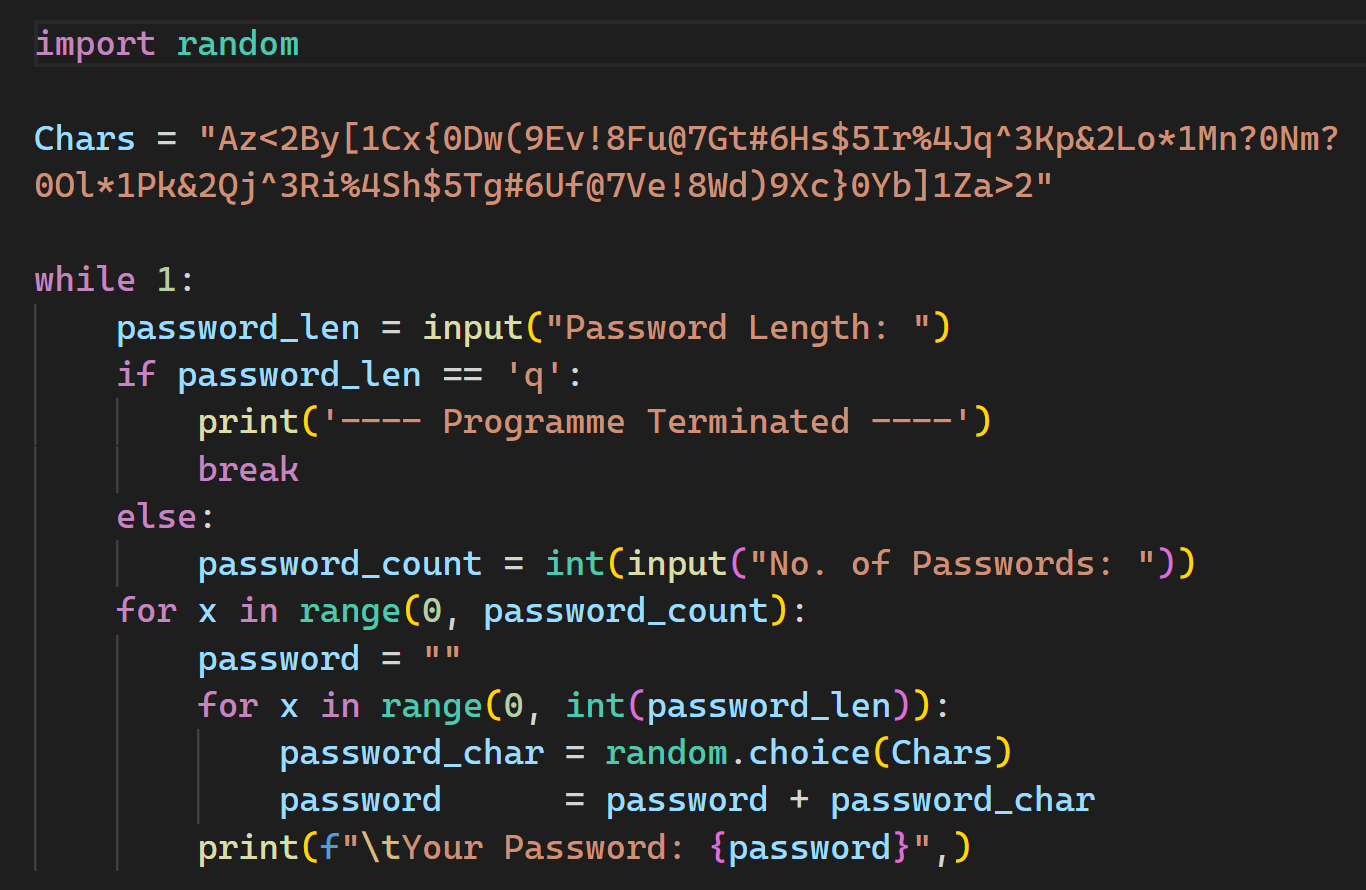 import random

Chars = "Az<2By[1Cx{0Dw(9Ev!8Fu@7Gt#6Hs$5Ir%4Jq^3Kp&2Lo*1Mn?0Nm?
0Ol*1Pk&2Qj^3Ri%4Sh$5Tg#6Uf@7Ve!8Wd)9Xc}0Yb]1Za>2"

while 1:
    password_len = input("Password Length: ")
    if password_len == 'q':
        print('---- Programme Terminated ----')
        break
    else:
        password_count = int(input("No. of Passwords: "))
    for x in range(0, password_count):
        password = ""
        for x in range(0, int(password_len)):
            password_char = random.choice(Chars)
            password      = password + password_char
        print(f"\tYour Password: {password}",)